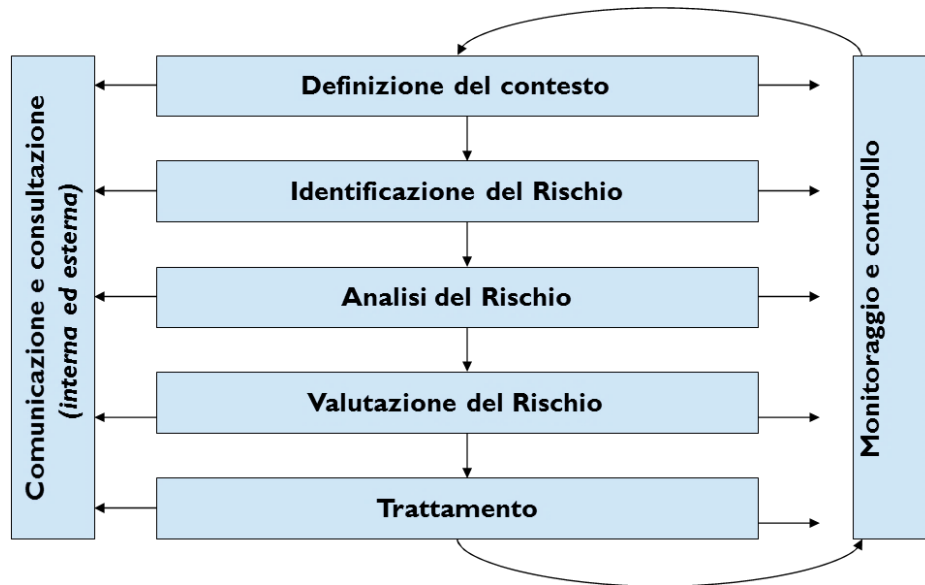 Comunicazione e consultazione
(interna ed esterna)
Definizione del contesto
Identificazione del Rischio
Analisi del Rischio
Valutazione del Rischio
Trattamento
Monitoraggio e controllo